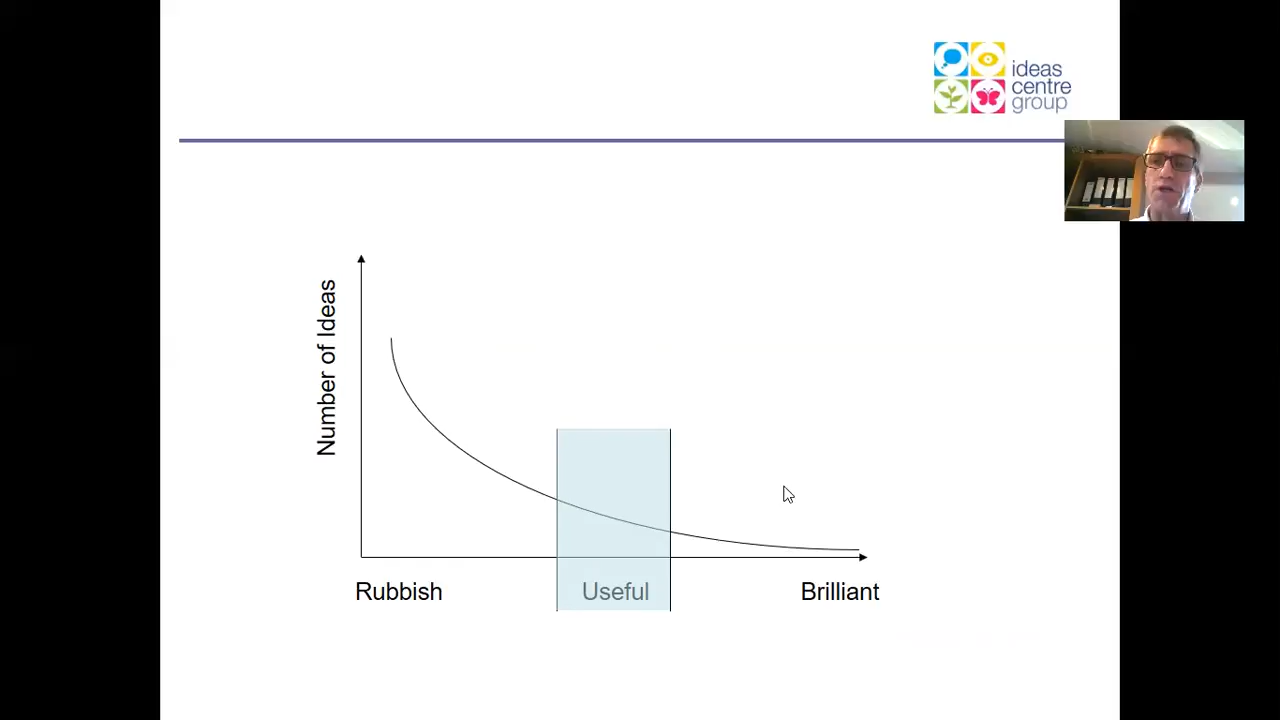 ideas
centre
group
Number of Ideas
Rubbish
Useful
Brilliant